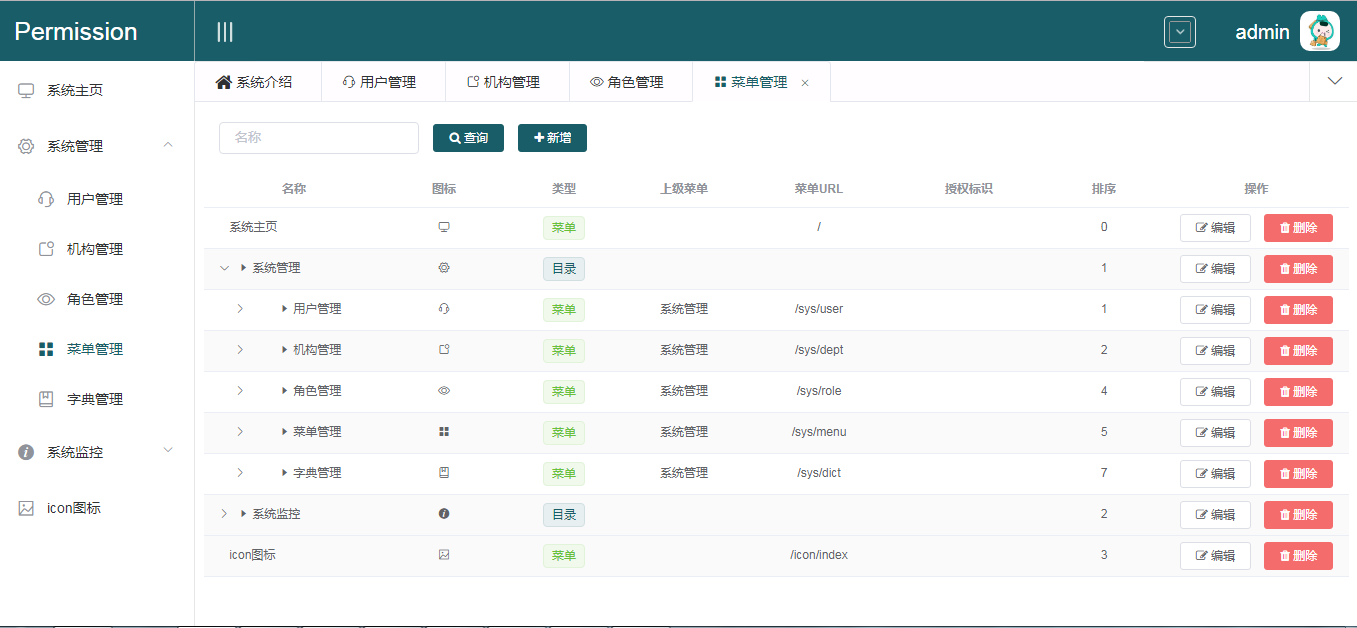 Permission
admin
系统主页
系统管理
用户管理
机构管理
角色管理
菜单管理
字典管理
系统监控
icon图标
系统介绍 用户管理 机构管理 角色管理 菜单管理 ×
名称 查询 新增
名称 图标 类型 上级菜单 菜单URL 授权标识 排序 操作
系统主页 菜单 / 0 编辑 删除
系统管理 目录 1 编辑 删除
用户管理 菜单 系统管理 /sys/user 1 编辑 删除
机构管理 菜单 系统管理 /sys/dept 2 编辑 删除
角色管理 菜单 系统管理 /sys/role 4 编辑 删除
菜单管理 菜单 系统管理 /sys/menu 5 编辑 删除
字典管理 菜单 系统管理 /sys/dict 7 编辑 删除
系统监控 目录 2 编辑 删除
icon图标 菜单 /icon/index 3 编辑 删除